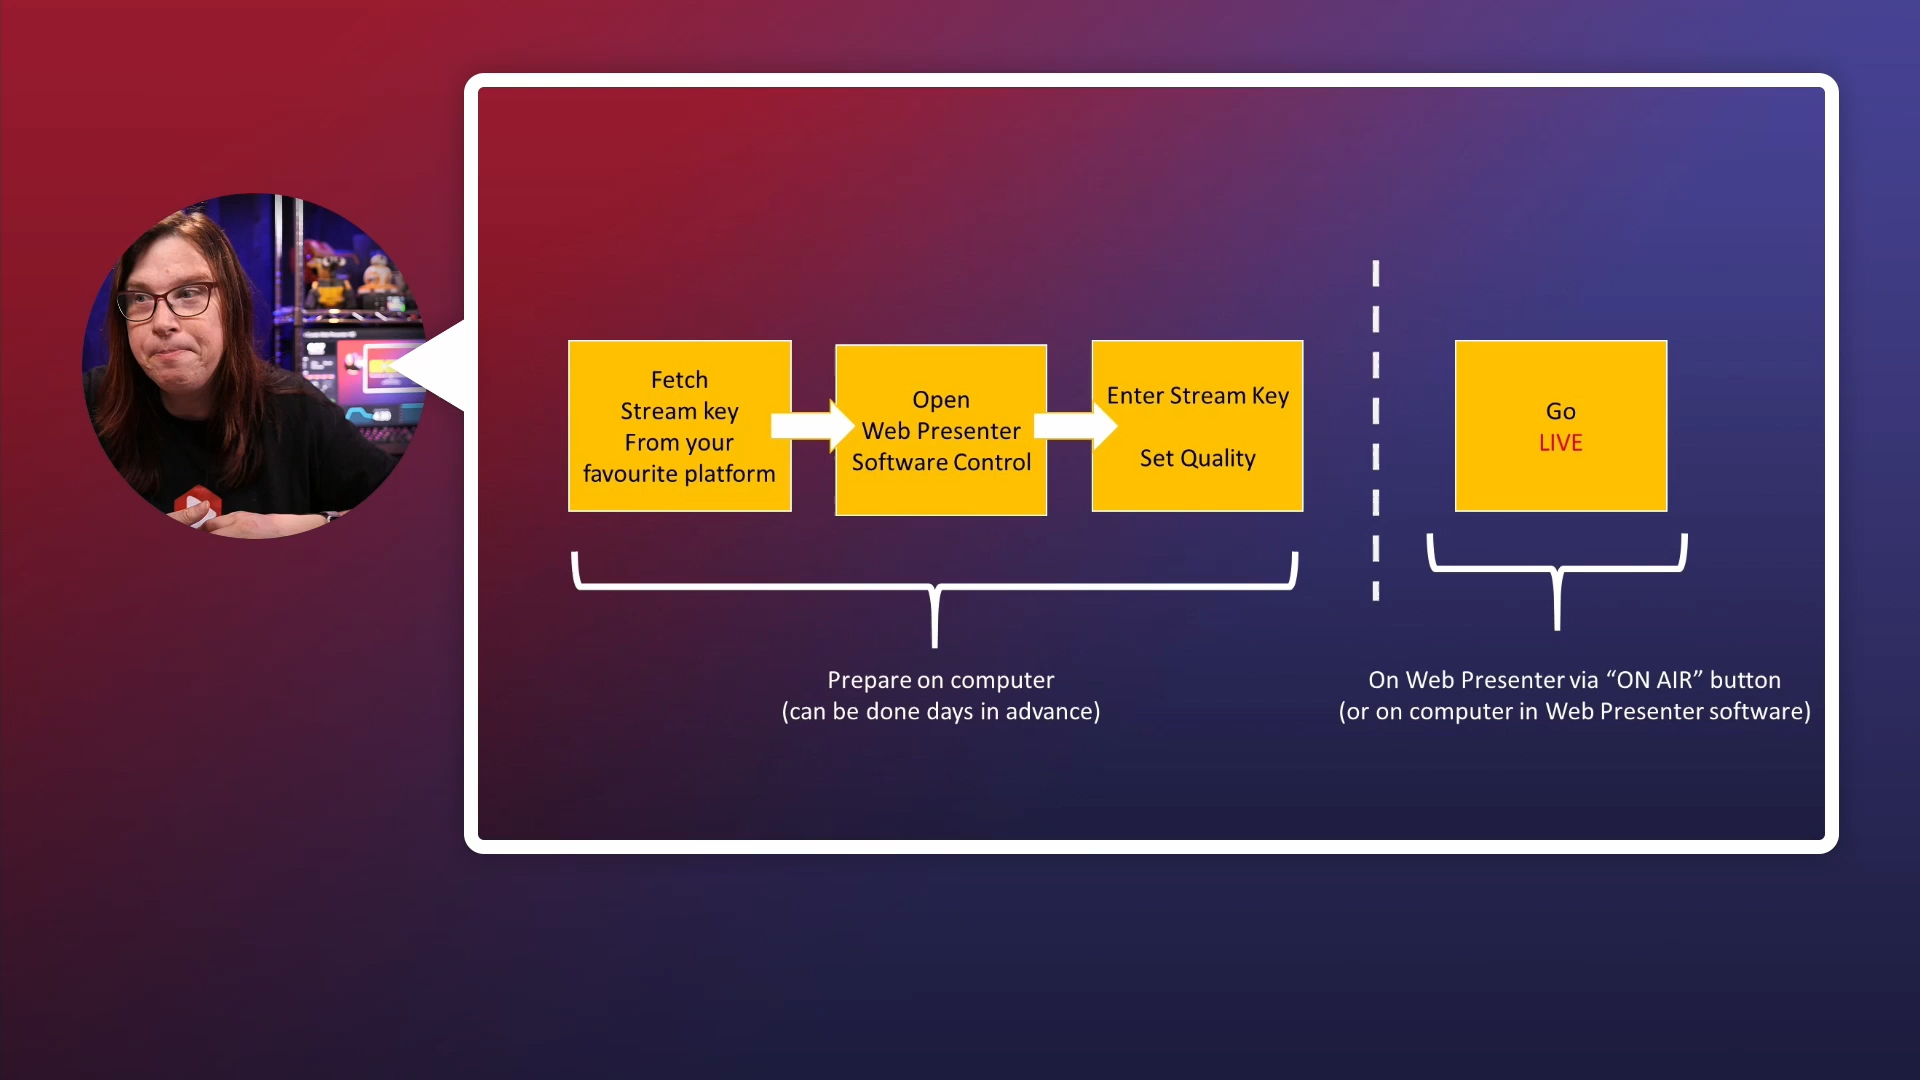 Fetch
Stream key
From your
favourite platform
Open
Web Presenter
Software Control
Enter Stream Key
Set Quality
Go
LIVE
Prepare on computer
(can be done days in advance)
On Web Presenter via “ON AIR” button
(or on computer in Web Presenter software)